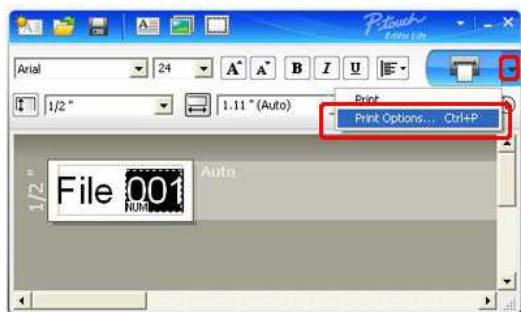 P-touch
Editor Lite
Arial
24
A A B I U
1/2 "
1.11 " (Auto)
Print
Print Options... Ctrl+P
1/2 "
Auto
File 001
NUM